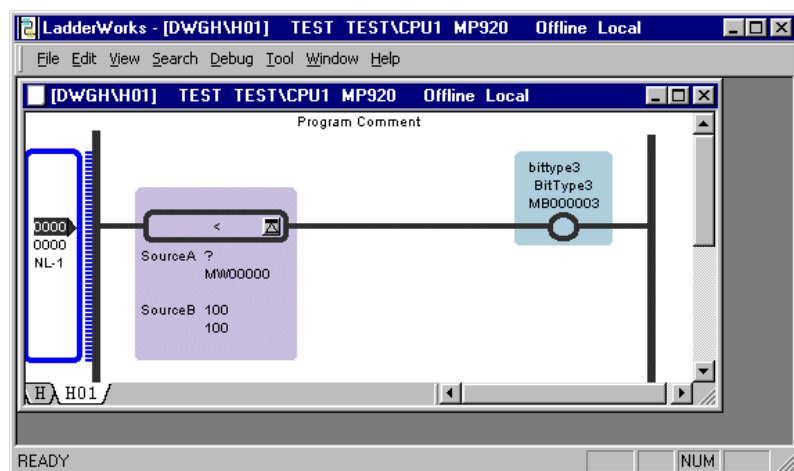 LadderWorks - [DWGH\H01]   TEST TEST\CPU1 MP920   Offline Local
File Edit View Search Debug Tool Window Help
[DWGH\H01]   TEST TEST\CPU1 MP920   Offline Local
Program Comment
bittype3
BitType3
MB000003
0000
0000
NL-1
<
SourceA ?
MW00000
SourceB 100
100
H H01
READY NUM